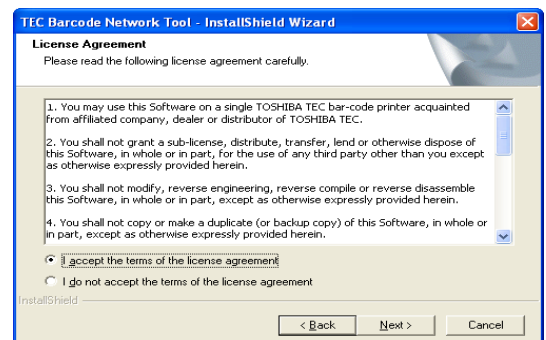 TEC Barcode Network Tool - InstallShield Wizard
License Agreement
Please read the following license agreement carefully.
1. You may use this Software on a single TOSHIBA TEC bar-code printer acquainted
from affiliated company, dealer or distributor of TOSHIBA TEC.
2. You shall not grant a sub-license, distribute, transfer, lend or otherwise dispose of
this Software, in whole or in part, for the use of any third party other than you except
as otherwise expressly provided herein.
3. You shall not modify, reverse engineering, reverse compile or reverse disassemble
this Software, in whole or in part, except as otherwise expressly provided herein.
4. You shall not copy or make a duplicate (or backup copy) of this Software, in whole or
in part, except as otherwise expressly provided herein.
I accept the terms of the license agreement
I do not accept the terms of the license agreement
InstallShield
< Back Next > Cancel